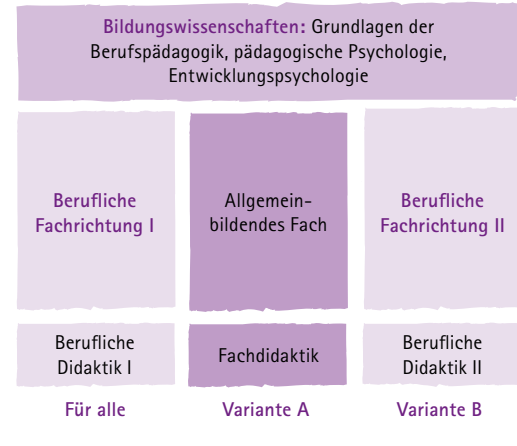 Bildungswissenschaften: Grundlagen der
Berufspädagogik, pädagogische Psychologie,
Entwicklungspsychologie
Berufliche
Fachrichtung I
Allgemein-
bildendes Fach
Berufliche
Fachrichtung II
Berufliche
Didaktik I
Fachdidaktik
Berufliche
Didaktik II
Für alle
Variante A
Variante B